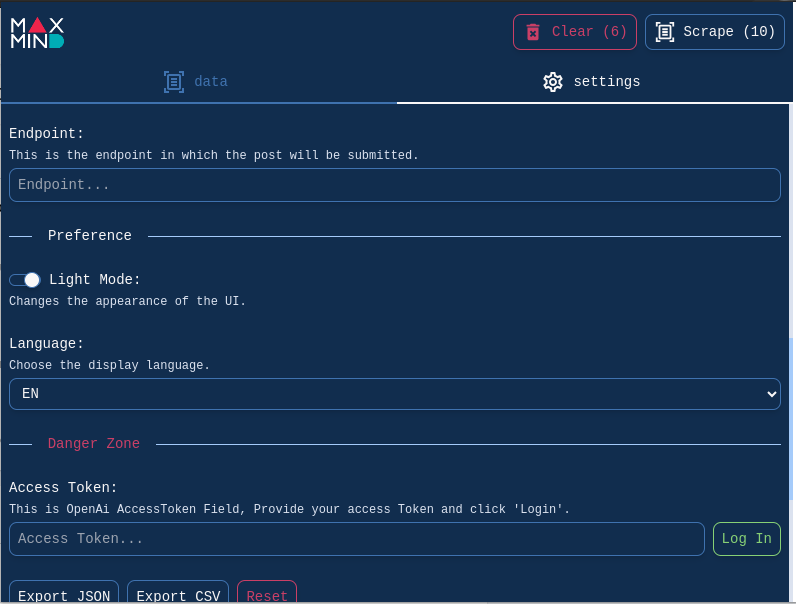 MAX
MIND
Clear (6)
Scrape (10)
data
settings
Endpoint:
This is the endpoint in which the post will be submitted.
Endpoint...
Preference
Light Mode:
Changes the appearance of the UI.
Language:
Choose the display language.
EN
Danger Zone
Access Token:
This is OpenAi AccessToken Field, Provide your access Token and click 'Login'.
Access Token...
Log In
Export JSON
Export CSV
Reset